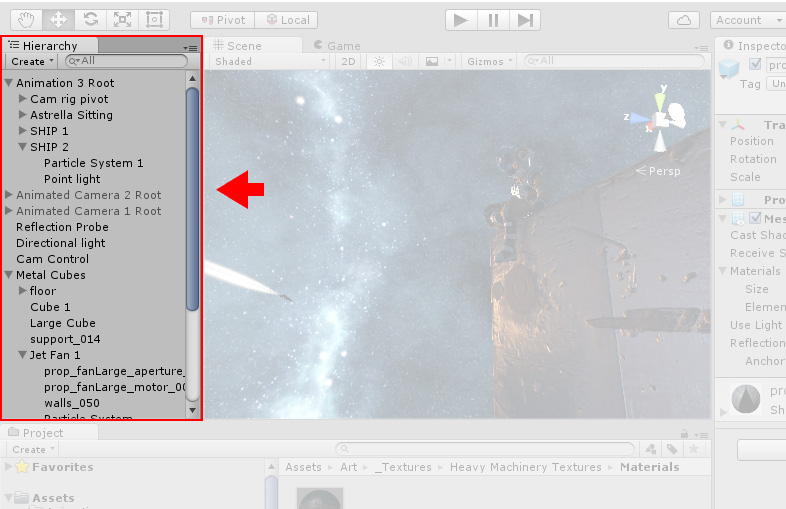 Pivot Local Account
Hierarchy
Create All
Animation 3 Root
Cam rig pivot
Astrella Sitting
SHIP 1
SHIP 2
Particle System 1
Point light
Animated Camera 2 Root
Animated Camera 1 Root
Reflection Probe
Directional light
Cam Control
Metal Cubes
floor
Cube 1
Large Cube
support_014
Jet Fan 1
prop_fanLarge_aperture_
prop_fanLarge_motor_00
walls_050
Particle System
Scene Game
Shaded 2D Gizmos All
y
z
x
Persp
Inspecto
pro
Tag Un
Tra
Position
Rotation
Scale
Pro
Mes
Cast Shad
Receive S
Materials
Size
Elemen
Use Light
Reflection
Anchor
pro
Sh
Project
Create
Favorites
Assets
Assets Art _Textures Heavy Machinery Textures Materials